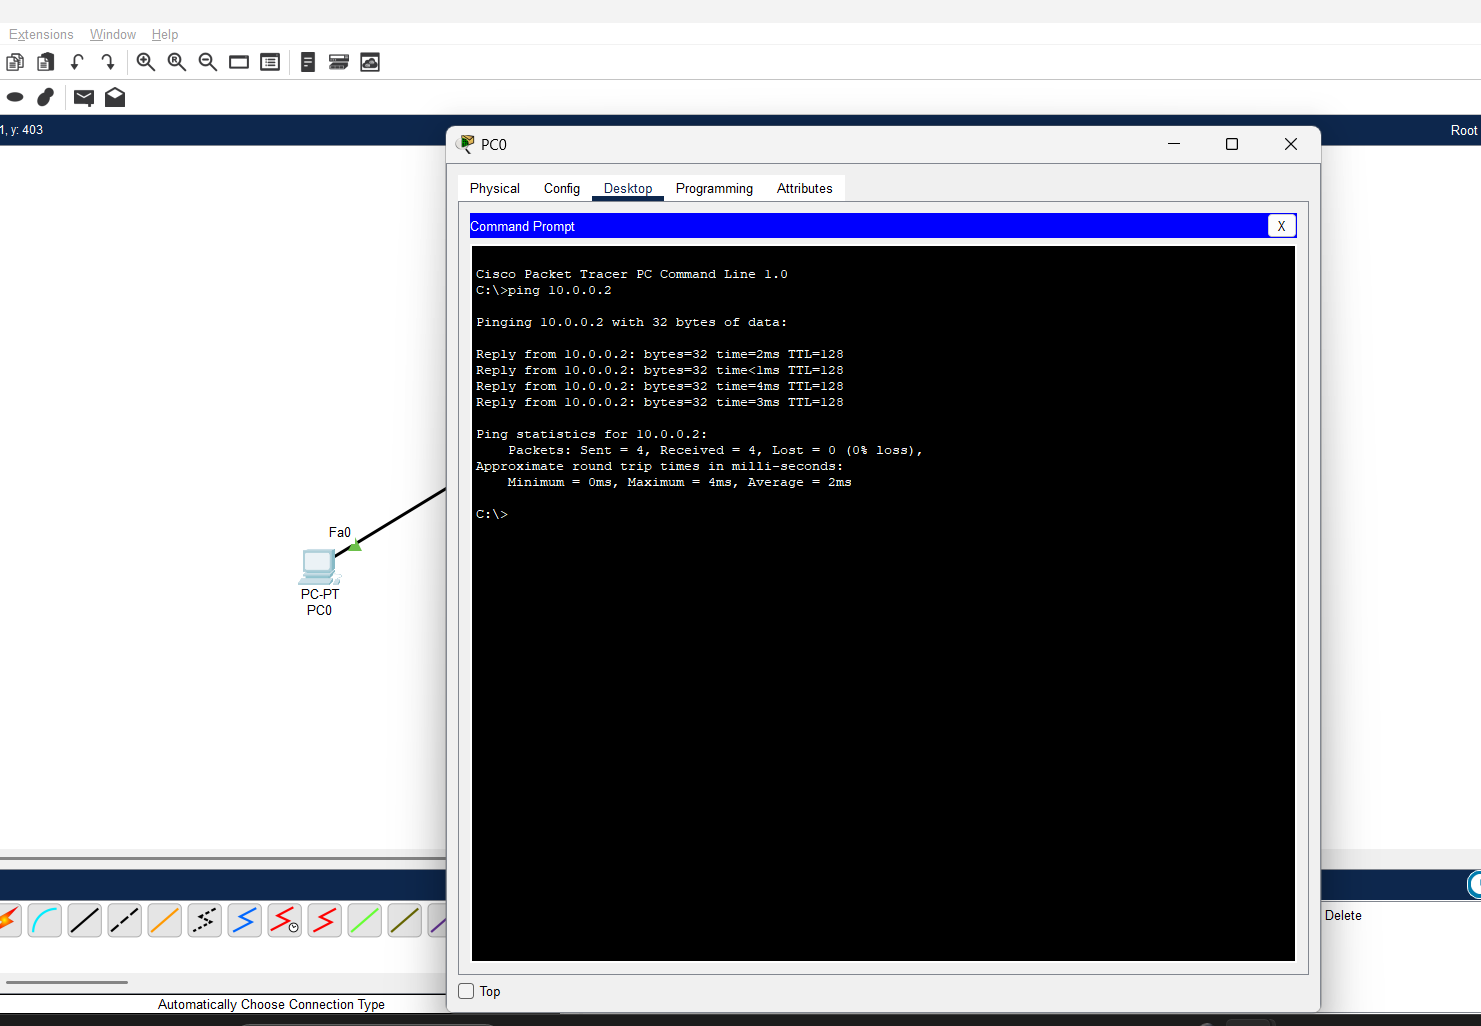 Extensions Window Help
1, y: 403
Root
PC0
Physical Config Desktop Programming Attributes
Command Prompt
X
Cisco Packet Tracer PC Command Line 1.0
C:\>ping 10.0.0.2
Pinging 10.0.0.2 with 32 bytes of data:
Reply from 10.0.0.2: bytes=32 time=2ms TTL=128
Reply from 10.0.0.2: bytes=32 time<1ms TTL=128
Reply from 10.0.0.2: bytes=32 time=4ms TTL=128
Reply from 10.0.0.2: bytes=32 time=3ms TTL=128
Ping statistics for 10.0.0.2:
Packets: Sent = 4, Received = 4, Lost = 0 (0% loss),
Approximate round trip times in milli-seconds:
Minimum = 0ms, Maximum = 4ms, Average = 2ms
C:\>
Fa0
PC-PT
PC0
Delete
Top
Automatically Choose Connection Type